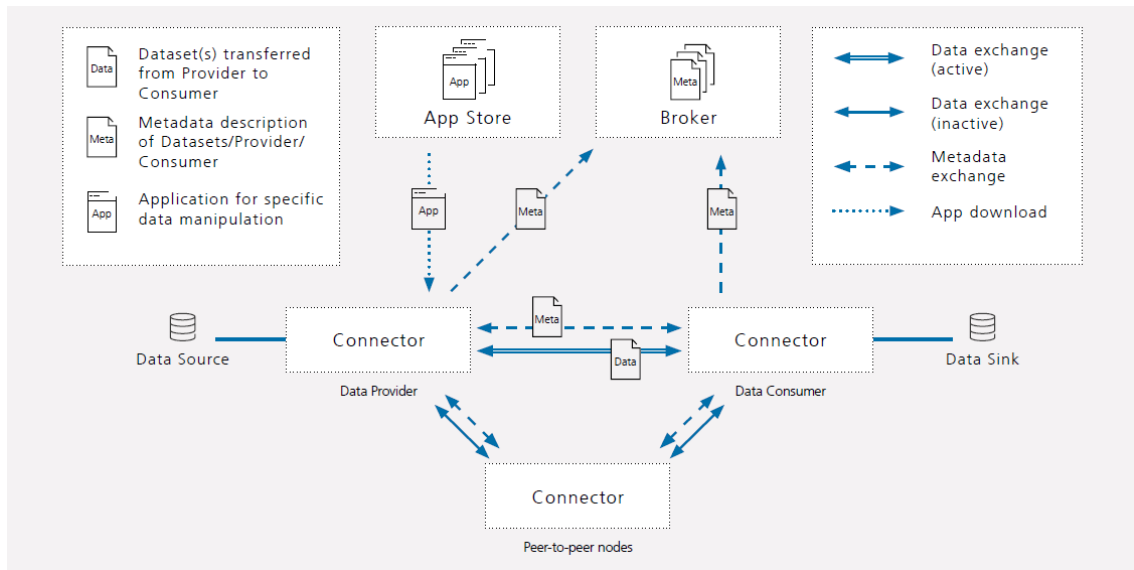 Data
Dataset(s) transferred
from Provider to
Consumer
Meta
Metadata description
of Datasets/Provider/
Consumer
App
Application for specific
data manipulation
App
App Store
Meta
Broker
Data exchange
(active)
Data exchange
(inactive)
Metadata
exchange
App download
App
Meta
Meta
Data Source
Connector
Data Provider
Meta
Data
Connector
Data Consumer
Data Sink
Connector
Peer-to-peer nodes